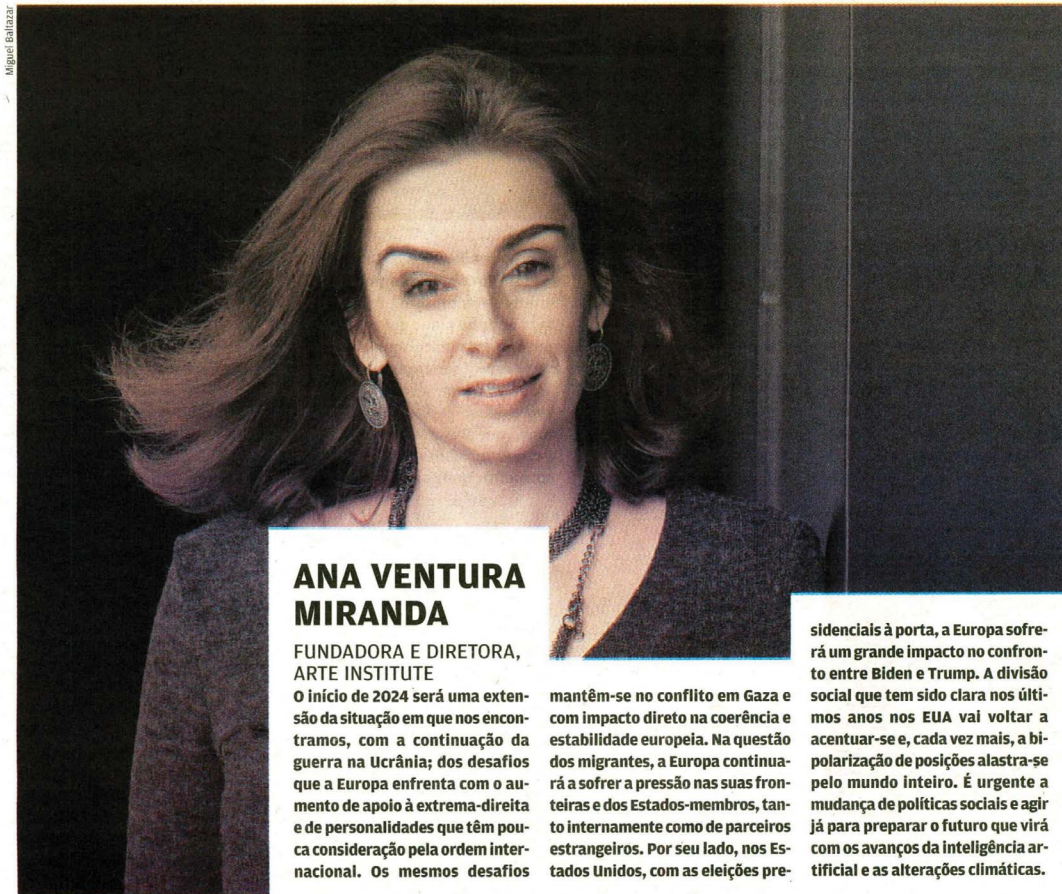 Miguel Baltazar
ANA VENTURA
MIRANDA
FUNDADORA E DIRETORA,
ARTE INSTITUTE
O início de 2024 será uma exten-
são da situação em que nos encon-
tramos, com a continuação da
guerra na Ucrânia; dos desafios
que a Europa enfrenta com o au-
mento de apoio à extrema-direita
e de personalidades que têm pou-
ca consideração pela ordem inter-
nacional. Os mesmos desafios
mantêm-se no conflito em Gaza e
com impacto direto na coerência e
estabilidade europeia. Na questão
dos migrantes, a Europa continua-
rá a sofrer a pressão nas suas fron-
teiras e dos Estados-membros, tan-
to internamente como de parceiros
estrangeiros. Por seu lado, nos Es-
tados Unidos, com as eleições pre-
sidenciais à porta, a Europa sofre-
rá um grande impacto no confron-
to entre Biden e Trump. A divisão
social que tem sido clara nos últi-
mos anos nos EUA vai voltar a
acentuar-se e, cada vez mais, a bi-
polarização de posições alastra-se
pelo mundo inteiro. É urgente a
mudança de políticas sociais e agir
já para preparar o futuro que virá
com os avanços da inteligência ar-
tificial e as alterações climáticas.